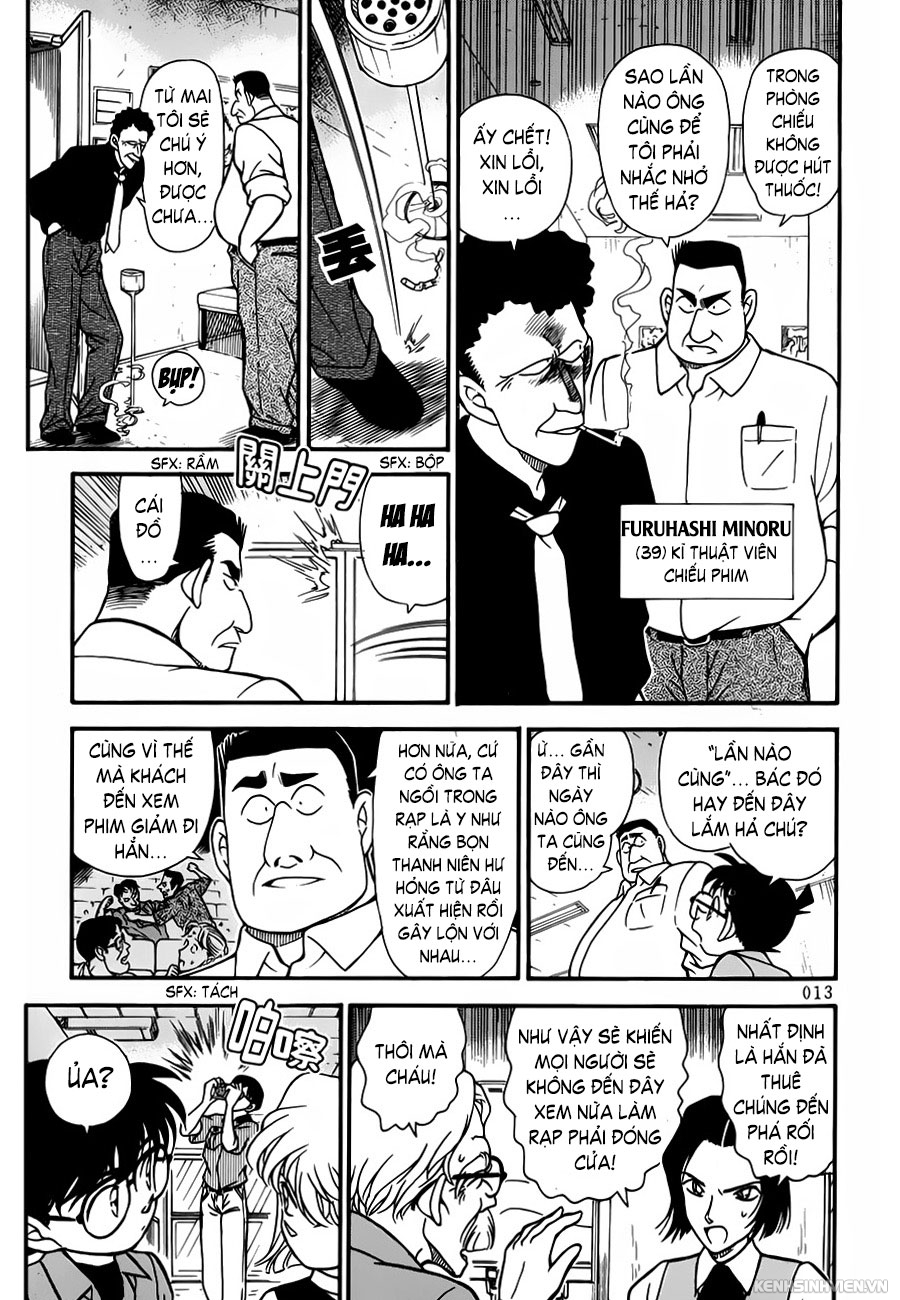 TRONG
PHÒNG
CHIẾU
KHÔNG
ĐƯỢC HÚT
THUỐC!
SAO LẦN
NÀO ÔNG
CŨNG ĐỂ
TÔI PHẢI
NHẮC NHỞ
THẾ HẢ?
ẤY CHẾT!
XIN LỖI,
XIN LỖI
...
FURUHASHI MINORU
(39) KĨ THUẬT VIÊN
CHIẾU PHIM
丟
TỪ MAI
TÔI SẼ
CHÚ Ý
HƠN,
ĐƯỢC
CHƯA...
BỤP!
SFX: RẦM
SFX: BỘP
關上門
HA HA
HA...
CÁI
ĐỒ
...
"LẦN NÀO
CŨNG"... BÁC ĐÓ
HAY ĐẾN ĐÂY
LẮM HẢ CHÚ?
Ừ... GẦN
ĐÂY THÌ
NGÀY
NÀO ÔNG
TA CŨNG
ĐẾN...
HƠN NỮA, CỨ
CÓ ÔNG TA
NGỒI TRONG
RẠP LÀ Y NHƯ
RẰNG BỌN
THANH NIÊN HƯ
HỎNG TỪ ĐÂU
XUẤT HIỆN RỒI
GÂY LỘN VỚI
NHAU...
CŨNG VÌ THẾ
MÀ KHÁCH
ĐẾN XEM
PHIM GIẢM ĐI
HẲN...
013
SFX: TÁCH
NHẤT ĐỊNH
LÀ HẮN ĐÃ
THUÊ
CHÚNG ĐẾN
PHÁ RỐI
RỒI!
NHƯ VẬY SẼ KHIẾN
MỌI NGƯỜI SẼ
KHÔNG ĐẾN ĐÂY
XEM NỮA LÀM
RẠP PHẢI ĐÓNG
CỬA!
THÔI MÀ
CHÁU!
咱嚓
ỦA?
KENHSINHVIEN.VN